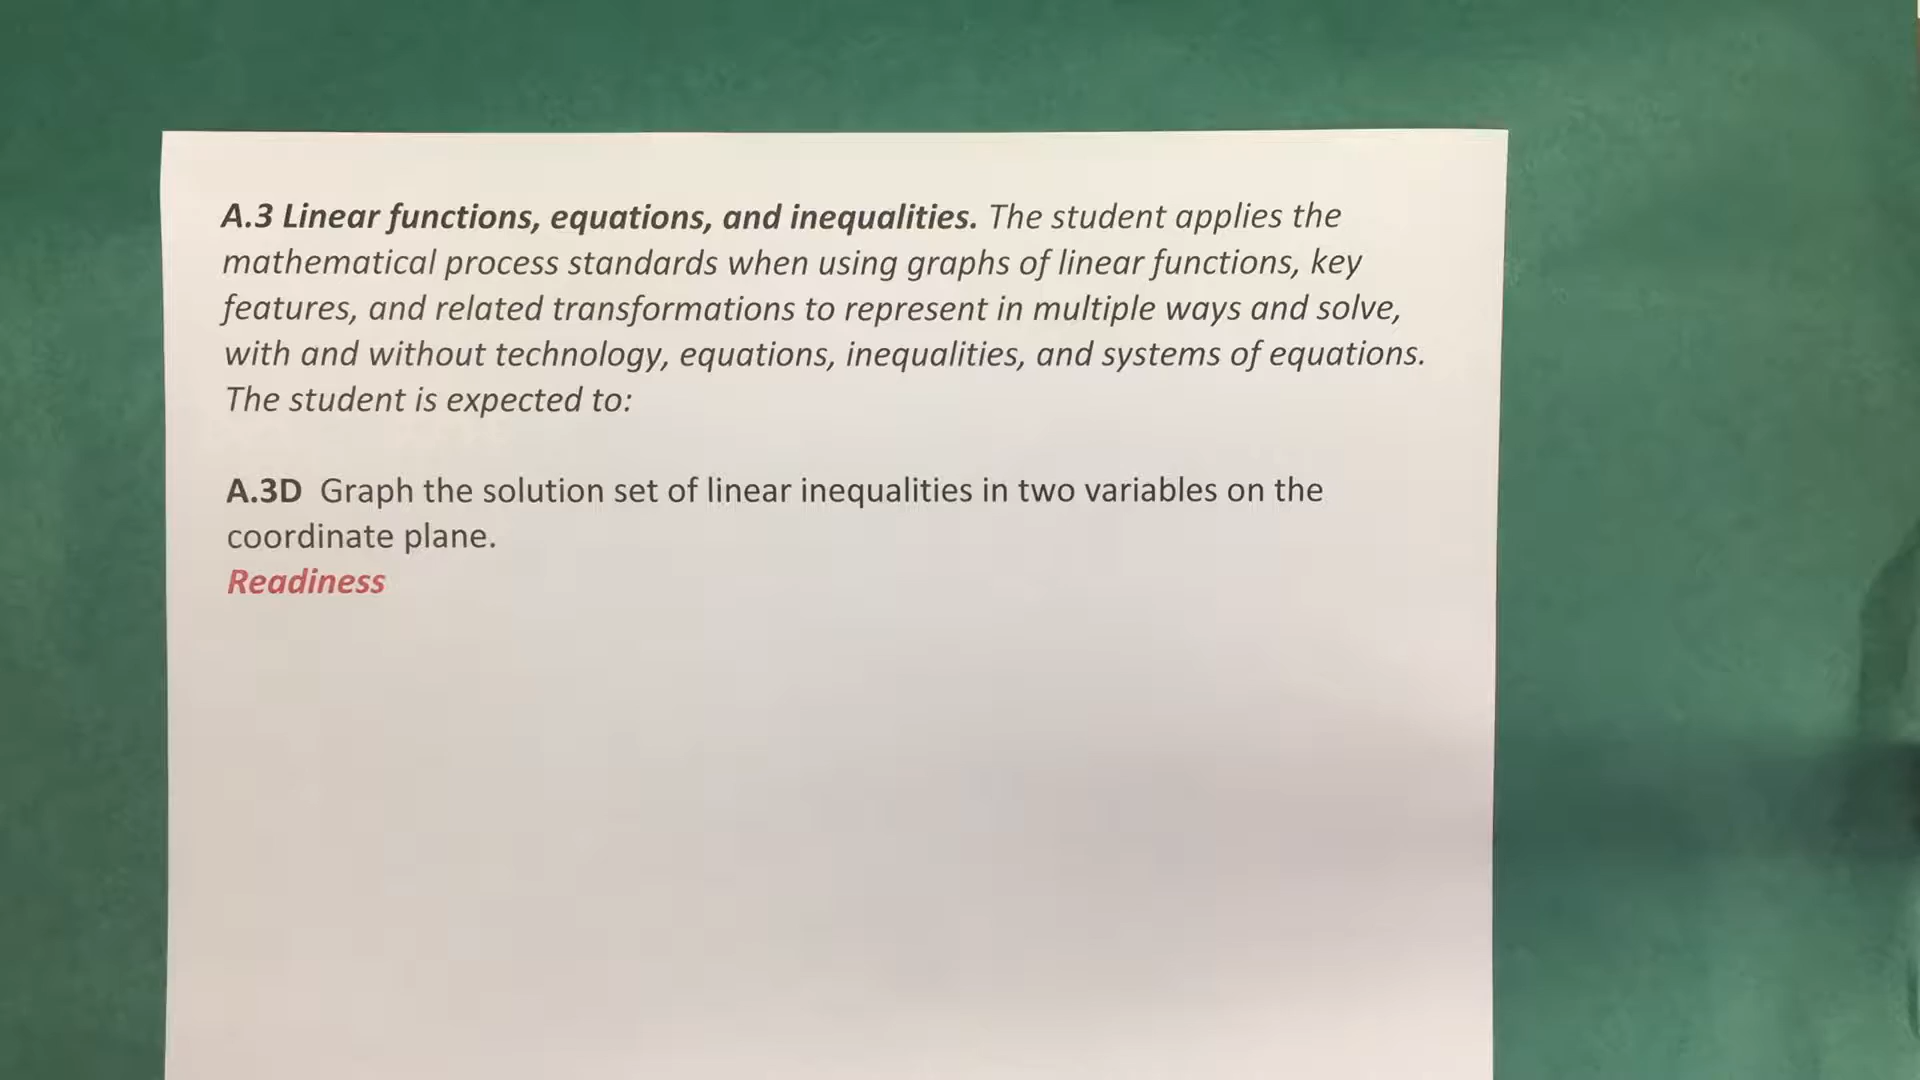 A.3 Linear functions, equations, and inequalities. The student applies the
mathematical process standards when using graphs of linear functions, key
features, and related transformations to represent in multiple ways and solve,
with and without technology, equations, inequalities, and systems of equations.
The student is expected to:
A.3D Graph the solution set of linear inequalities in two variables on the
coordinate plane.
Readiness